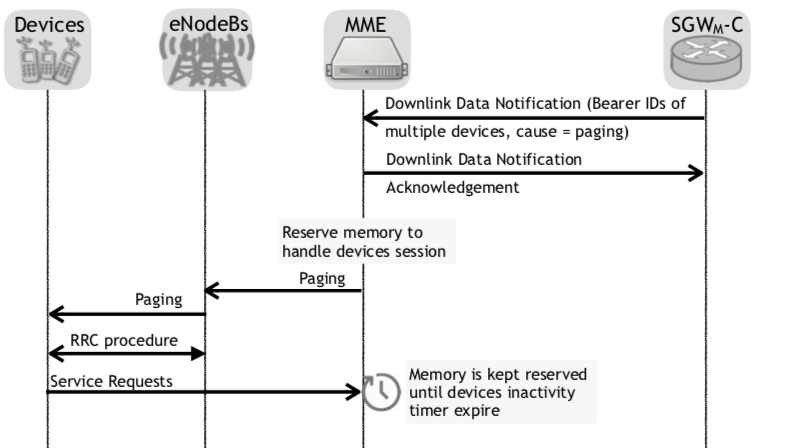 Devices
eNodeBs
MME
SGWM-C
Downlink Data Notification (Bearer IDs of
multiple devices, cause = paging)
Downlink Data Notification
Acknowledgement
Reserve memory to
handle devices session
Paging
Paging
RRC procedure
Service Requests
Memory is kept reserved
until devices inactivity
timer expire